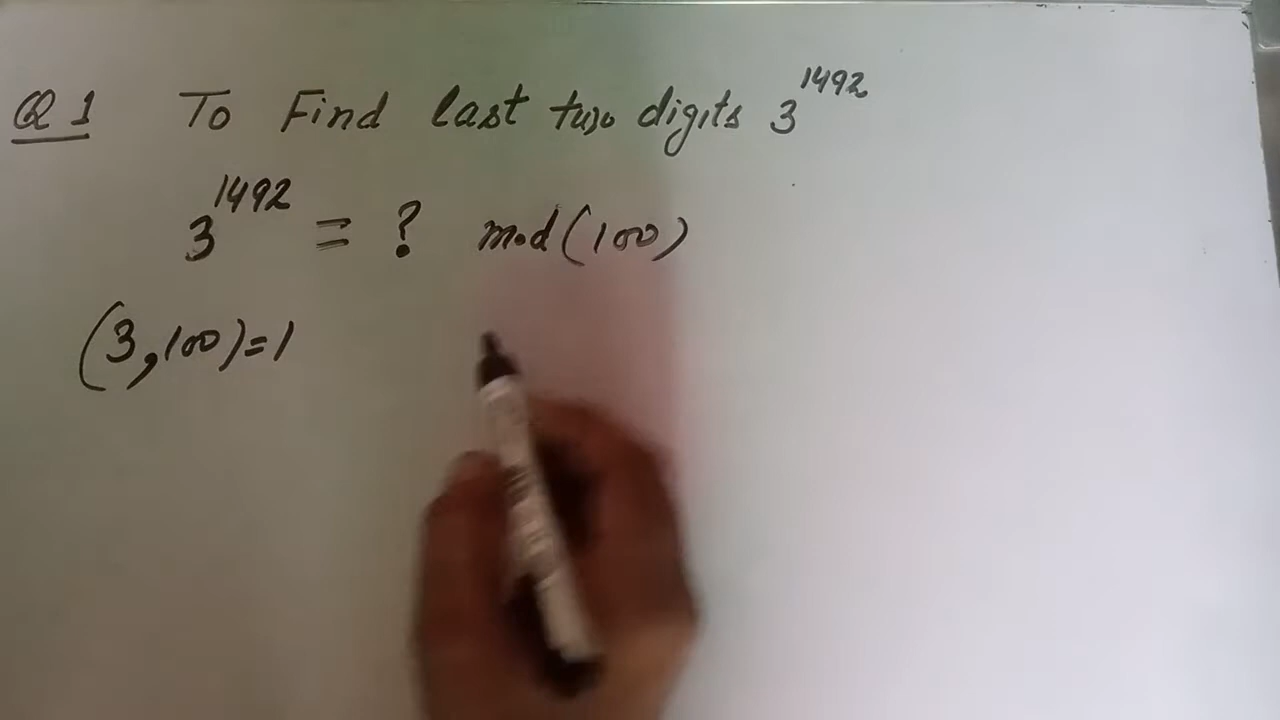 Q 1 To Find last two digits 3^1492
3^1492 ≡ ? mod(100)
(3,100)=1